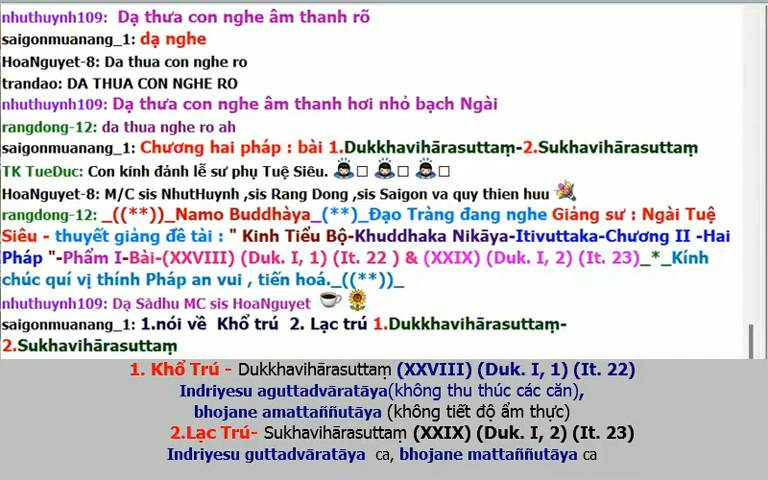 nhuthuynh109: Dạ thưa con nghe âm thanh rõ
saigonmuanang_1: dạ nghe
HoaNguyet-8: Da thua con nghe ro
trandao: DA THUA CON NGHE RO
nhuthuynh109: Dạ thưa con nghe âm thanh hơi nhỏ bạch Ngài
rangdong-12: da thua nghe ro ah
saigonmuanang_1: Chương hai pháp : bài 1.Dukkhavihārasuttaṃ-2.Sukhavihārasuttaṃ
TK TueDuc: Con kính đảnh lễ sư phụ Tuệ Siêu.
HoaNguyet-8: M/C sis NhutHuynh ,sis Rang Dong ,sis Saigon va quy thien huu
rangdong-12: _((**))_Namo Buddhàya_(**)_Đạo Tràng đang nghe Giảng sư : Ngài Tuệ
Siêu - thuyết giảng đề tài : " Kinh Tiểu Bộ-Khuddhaka Nikāya-Itivuttaka-Chương II -Hai
Pháp "-Phẩm I-Bài-(XXVIII) (Duk. I, 1) (It. 22 ) & (XXIX) (Duk. I, 2) (It. 23)_*_Kính
chúc quí vị thính Pháp an vui , tiến hoá._((**))_
nhuthuynh109: Dạ Sàdhu MC sis HoaNguyet
saigonmuanang_1: 1.nói về Khổ trú 2. Lạc trú 1.Dukkhavihārasuttaṃ-
2.Sukhavihārasuttaṃ
1. Khổ Trú - Dukkhavihārasuttaṃ (XXVIII) (Duk. I, 1) (It. 22)
Indriyesu aguttadvāratāya(không thu thúc các căn),
bhojane amattaññutāya (không tiết độ ẩm thực)
2.Lạc Trú- Sukhavihārasuttaṃ (XXIX) (Duk. I, 2) (It. 23)
Indriyesu guttadvāratāya ca, bhojane mattaññutāya ca